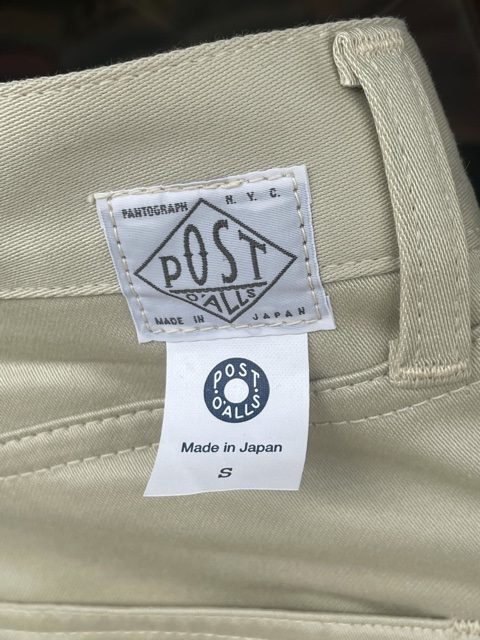 PANTOGRAPH N. Y. C.
POST
O'ALLS
MADE IN JAPAN
POST
O'ALLS
Made in Japan
S